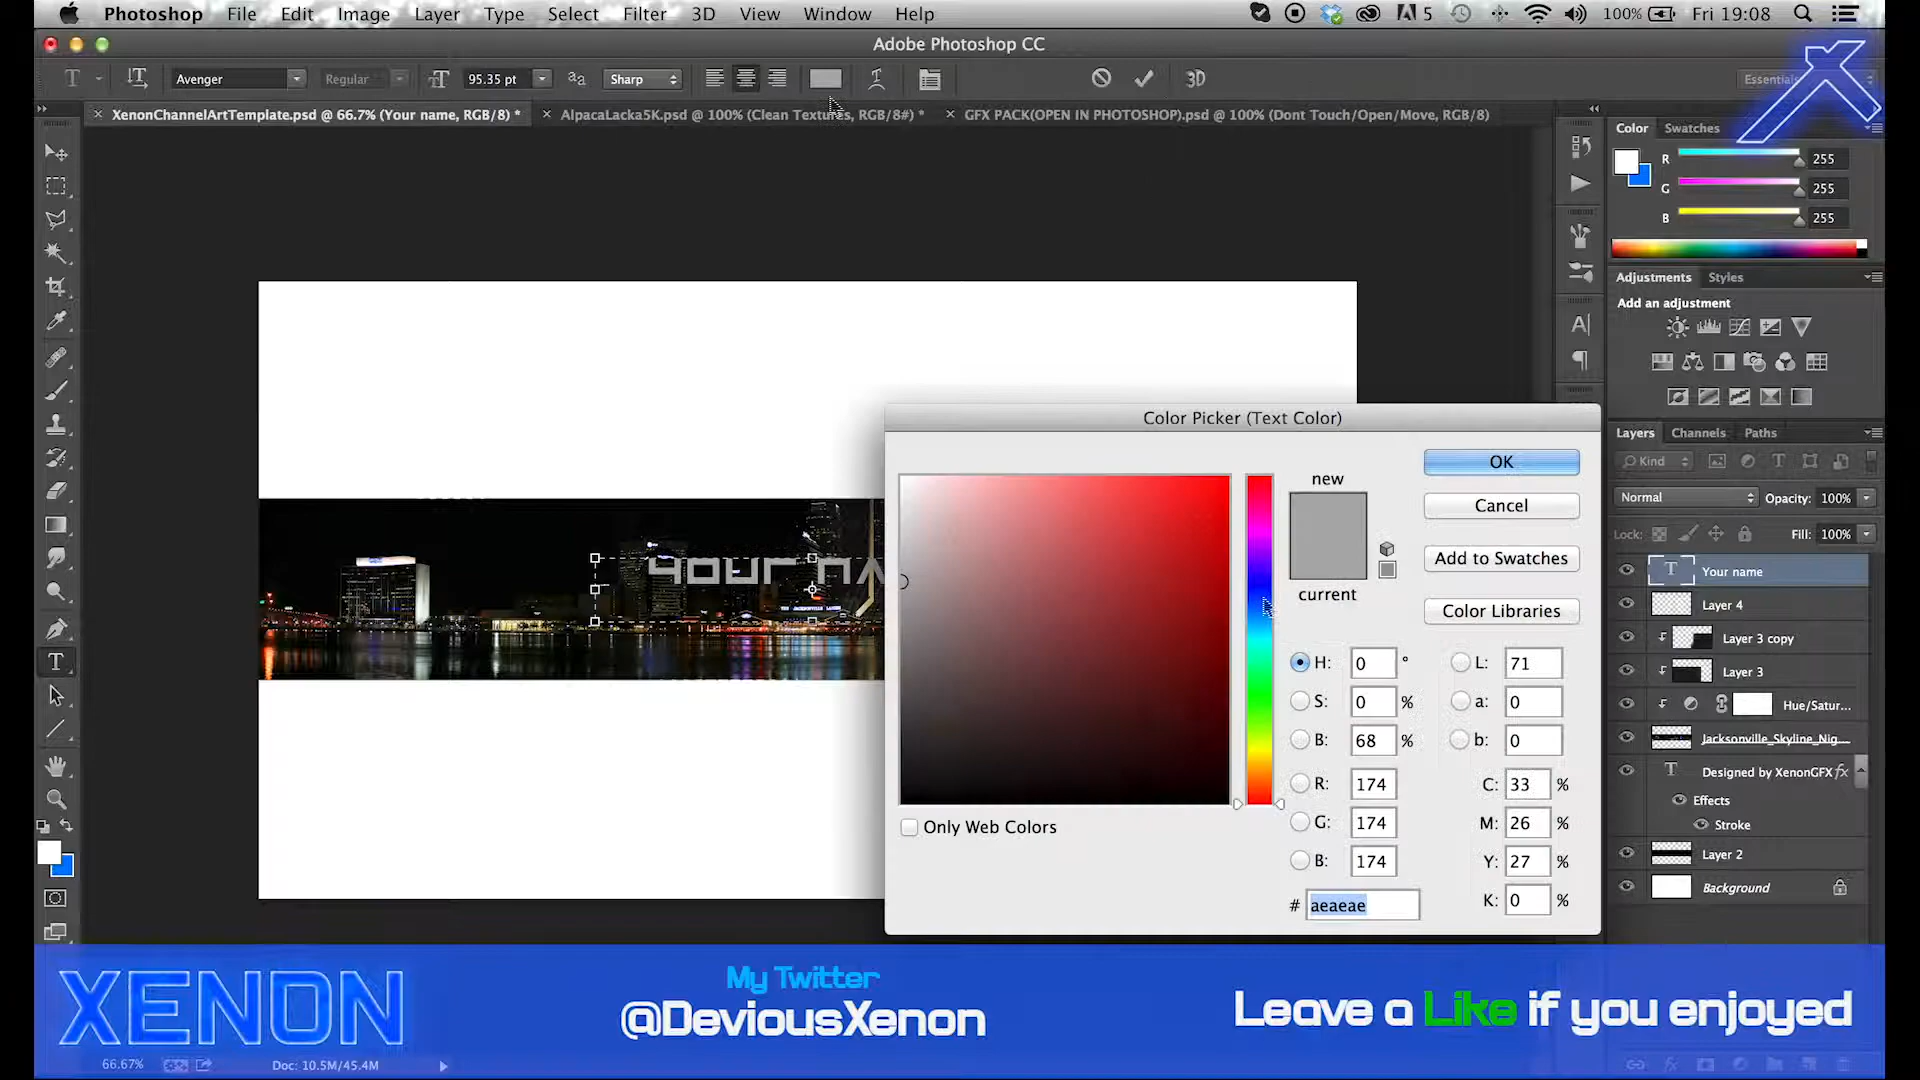 Photoshop File Edit Image Layer Type Select Filter 3D View Window Help 5 100% Fri 19:08
Adobe Photoshop CC
T Avenger Regular 95.35 pt aa Sharp 3D Essentials
XenonChannelArtTemplate.psd @ 66.7% (Your name, RGB/8) * AlpacaLacka5K.psd @ 100% (Clean Textures, RGB/8#) * GFX PACK(OPEN IN PHOTOSHOP).psd @ 100% (Dont Touch/Open/Move, RGB/8)
Color Swatches
R 255
G 255
B 255
Adjustments Styles
Add an adjustment
Color Picker (Text Color)
new
current
OK
Cancel
Add to Swatches
Color Libraries
H: 0 °
S: 0 %
B: 68 %
R: 174
G: 174
B: 174
# aeaeae
L: 71
a: 0
b: 0
C: 33 %
M: 26 %
Y: 27 %
K: 0 %
Only Web Colors
Your NA
Layers Channels Paths
Kind
Normal Opacity: 100%
Lock: Fill: 100%
Your name
Layer 4
Layer 3 copy
Layer 3
Hue/Satur...
Jacksonville_Skyline_Nig...
Designed by XenonGFX fx
Effects
Stroke
Layer 2
Background
XENON
My Twitter
@DeviousXenon
Leave a Like if you enjoyed
66.67% Doc: 10.5M/45.4M